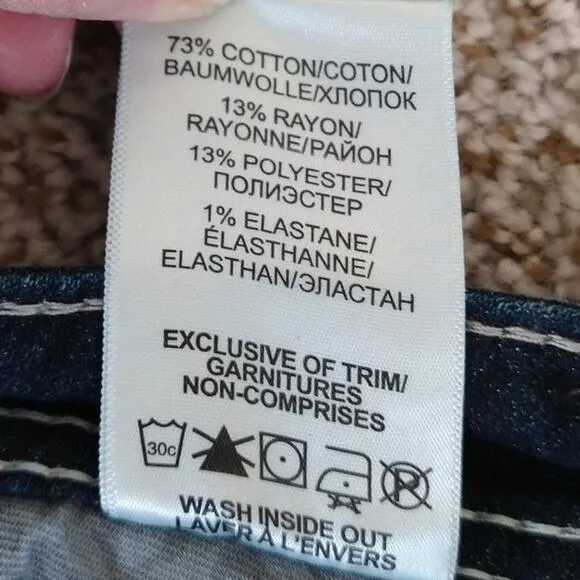 73% COTTON/COTON/
BAUMWOLLE/ХЛОПОК
13% RAYON/
RAYONNE/РАЙОН
13% POLYESTER/
ПОЛИЭСТЕР
1% ELASTANE/
ÉLASTHANNE/
ELASTHAN/ЭЛАСТАН
EXCLUSIVE OF TRIM/
GARNITURES
NON-COMPRISES
30c P
WASH INSIDE OUT
LAVER À L'ENVERS